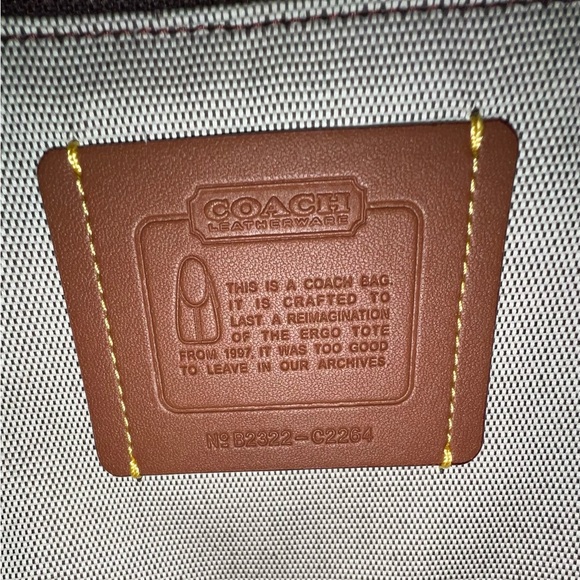 COACH
LEATHERWARE
THIS IS A COACH BAG.
IT IS CRAFTED TO
LAST. A REIMAGINATION
OF THE ERGO TOTE
FROM 1997, IT WAS TOO GOOD
TO LEAVE IN OUR ARCHIVES
Nº B2322-C2264